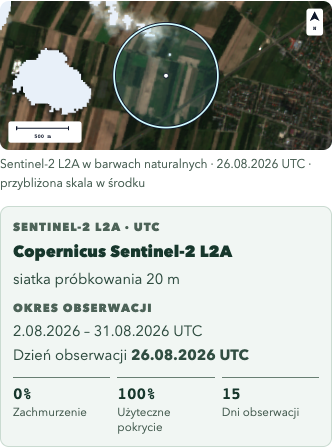 N
500 m
Sentinel-2 L2A w barwach naturalnych · 26.08.2026 UTC ·
przybliżona skala w środku
SENTINEL-2 L2A · UTC
Copernicus Sentinel-2 L2A
siatka próbkowania 20 m
OKRES OBSERWACJI
2.08.2026 – 31.08.2026 UTC
Dzień obserwacji 26.08.2026 UTC
0% 100% 15
Zachmurzenie Użyteczne Dni obserwacji
pokrycie